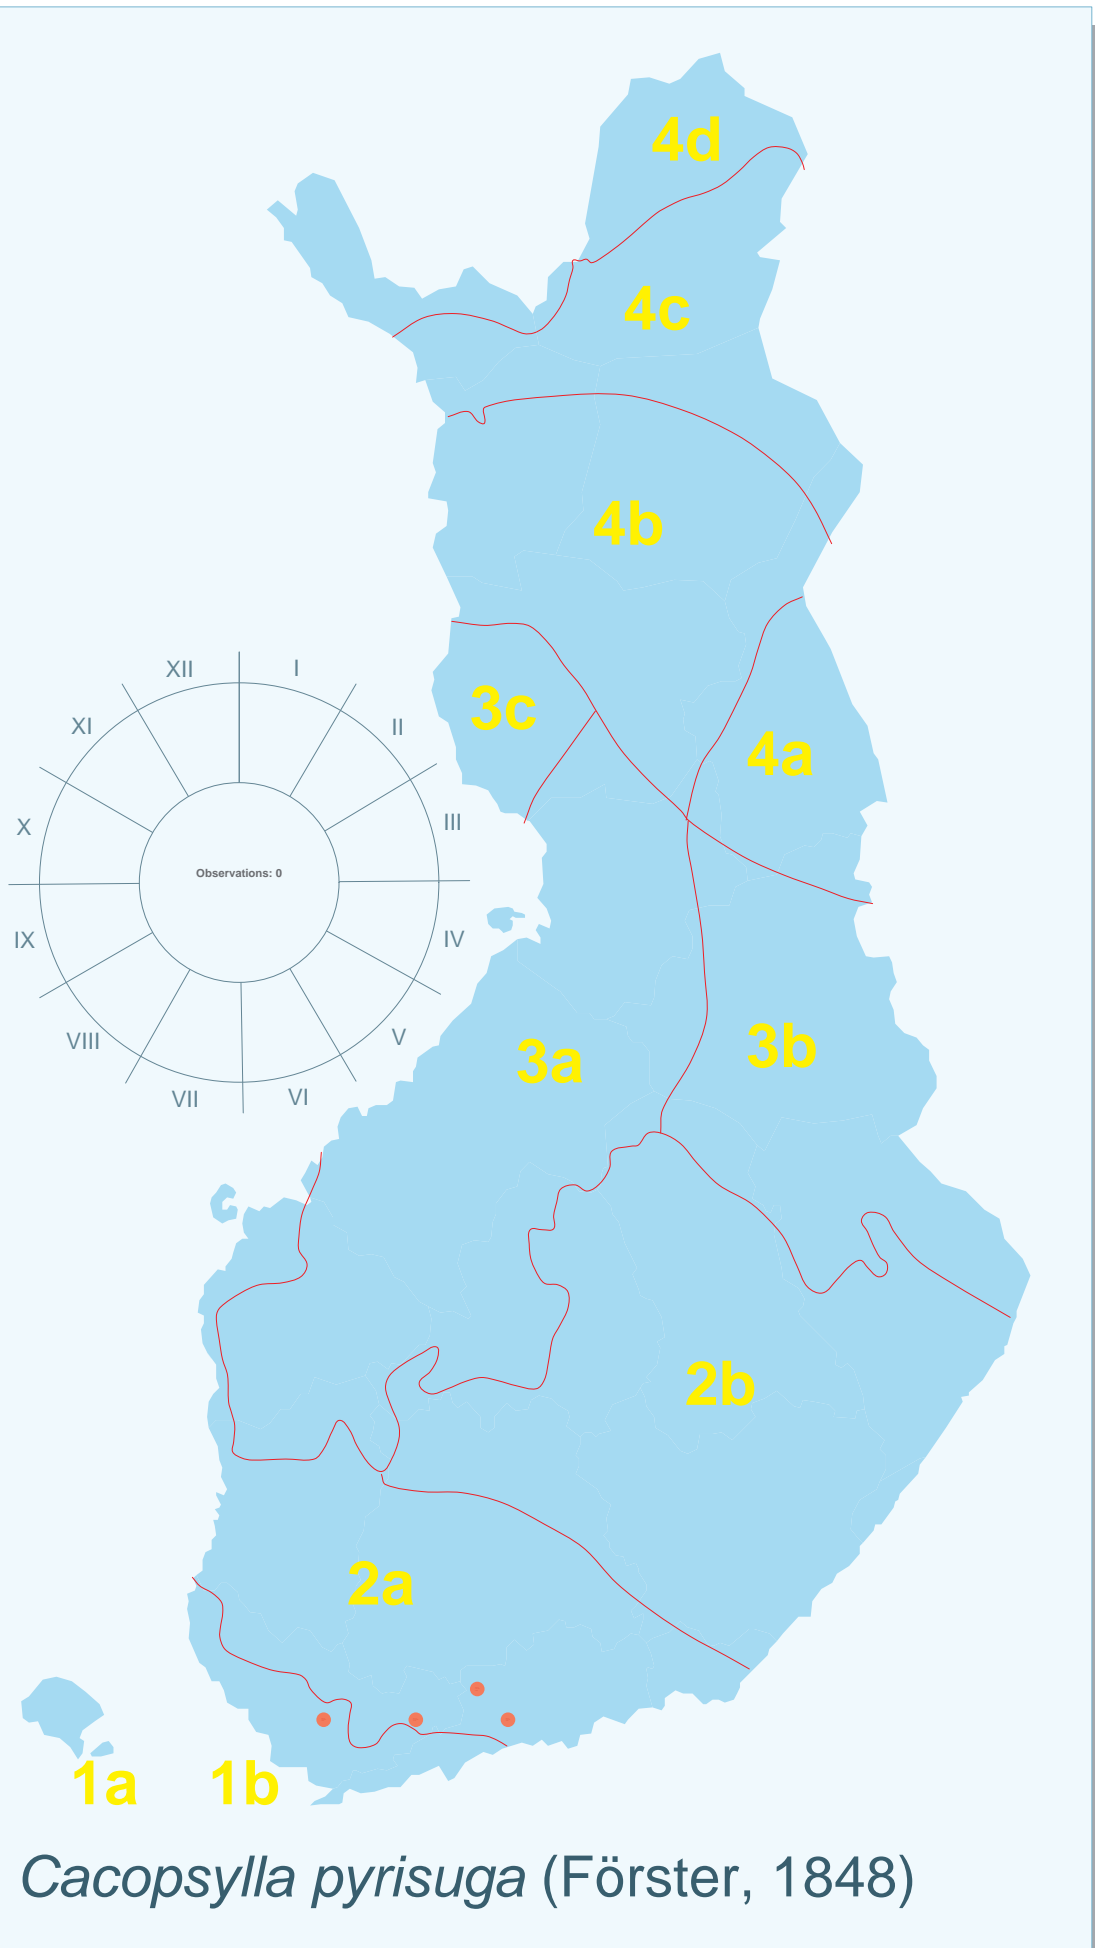 4d
4c
4b
3c
4a
XII
I
XI
II
X
III
Observations: 0
IX
IV
VIII
V
VII
VI
3a
3b
2b
2a
1a
1b
Cacopsylla pyrisuga (Förster, 1848)